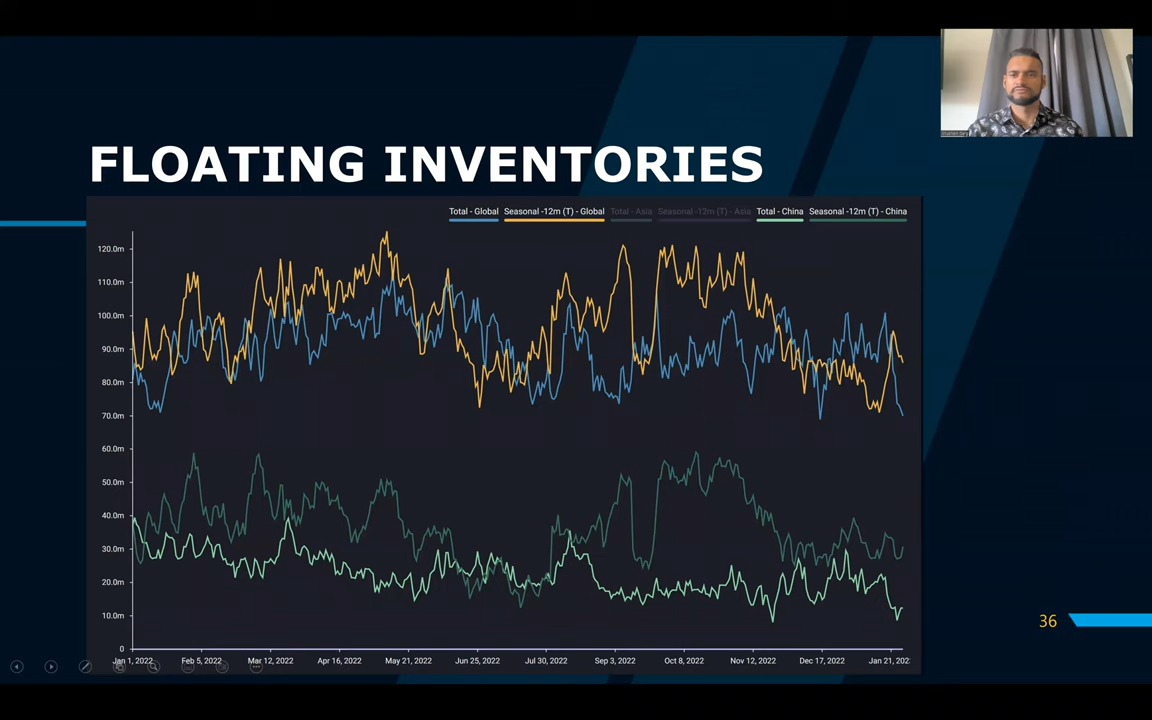 FLOATING INVENTORIES
Total - Global Seasonal -12m (T) - Global Total - Asia Seasonal -12m (T) - Asia Total - China Seasonal -12m (T) - China
120.0m
110.0m
100.0m
90.0m
80.0m
70.0m
60.0m
50.0m
40.0m
30.0m
20.0m
10.0m
0
Jan 1, 2022 Feb 5, 2022 Mar 12, 2022 Apr 16, 2022 May 21, 2022 Jun 25, 2022 Jul 30, 2022 Sep 3, 2022 Oct 8, 2022 Nov 12, 2022 Dec 17, 2022 Jan 21, 202
36